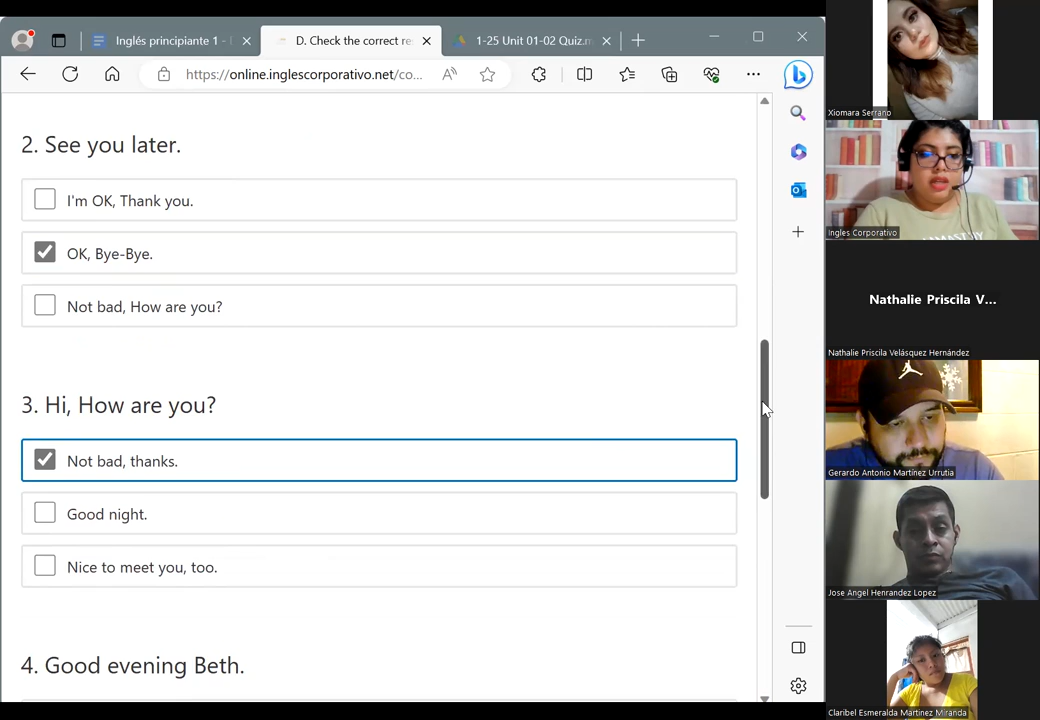 Inglés principiante 1 -
D. Check the correct re
1-25 Unit 01-02 Quiz.m
https://online.inglescorporativo.net/co...
2. See you later.
I'm OK, Thank you.
OK, Bye-Bye.
Not bad, How are you?
3. Hi, How are you?
Not bad, thanks.
Good night.
Nice to meet you, too.
4. Good evening Beth.
Xiomara Serrano
Ingles Corporativo
Nathalie Priscila V...
Nathalie Priscila Velásquez Hernández
Gerardo Antonio Martínez Urrutia
Jose Angel Henrandez Lopez
Claribel Esmeralda Martinez Miranda